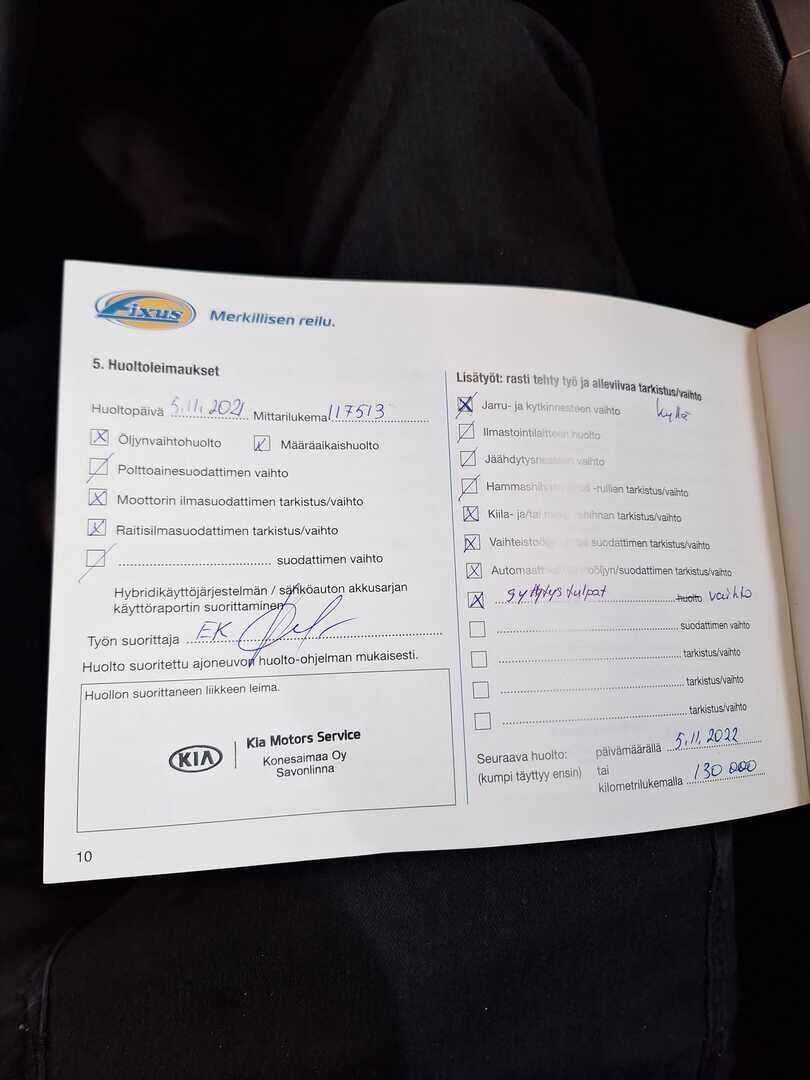 Fixus Merkillisen reilu.
5. Huoltoleimaukset
Huoltopäivä 5.11.2021 Mittarilukema 117513
Öljynvaihtohuolto Määräaikaishuolto
Polttoainesuodattimen vaihto
Moottorin ilmasuodattimen tarkistus/vaihto
Raitisilmasuodattimen tarkistus/vaihto
suodattimen vaihto
Hybridikäyttöjärjestelmän / sähköauton akkusarjan
käyttöraportin suorittaminen
Työn suorittaja EK
Huolto suoritettu ajoneuvon huolto-ohjelman mukaisesti.
Huollon suorittaneen liikkeen leima.
KIA Kia Motors Service
Konesaimaa Oy
Savonlinna
10
Lisätyöt: rasti tehty työ ja alleviivaa tarkistus/vaihto
Jarru- ja kytkinnesteen vaihto kyllä
Ilmastointilaitteen huolto
Jäähdytysnesteen vaihto
-rullien tarkistus/vaihto
Kiila- ja/tai tarkistus/vaihto
suodattimen tarkistus/vaihto
tarkistus/vaihto
sytytystulpat huolto vaihto
suodattimen vaihto
tarkistus/vaihto
tarkistus/vaihto
tarkistus/vaihto
Seuraava huolto: päivämäärällä 5.11.2022
(kumpi täyttyy ensin) tai
kilometrilukemalla 130 000